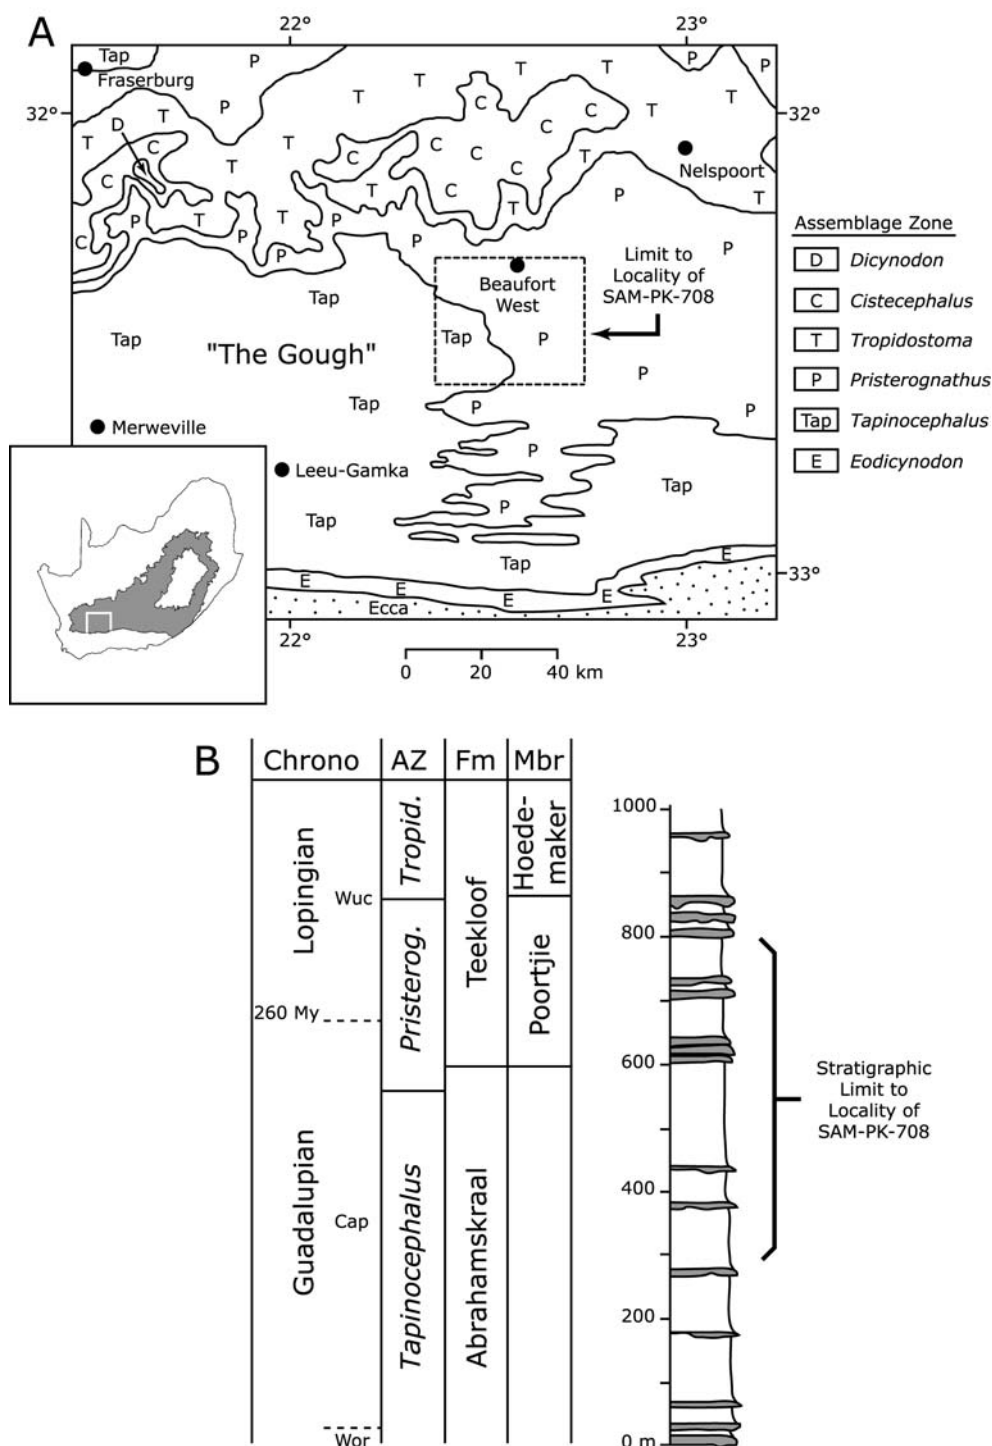 A
22°
23°
Tap
Fraserburg
P
T
T
T
P
P
32°
P
T
C
T
32°
T
D
T
C
T
C
C
T
C
C
C
T
Nelspoort
C
T
T
C
T
P
T
P
T
P
T
P
C
P
P
P
Tap
Beaufort
West
Limit to
Locality of
SAM-PK-708
Tap
"The Gough"
Tap
P
P
Tap
P
P
Merweville
P
Leeu-Gamka
Tap
Tap
P
Tap
E
E
E
E
E
33°
Ecca
22°
23°
0 20 40 km
Assemblage Zone
D Dicynodon
C Cistecephalus
T Tropidostoma
P Pristerognathus
Tap Tapinocephalus
E Eodicynodon
B
Chrono AZ Fm Mbr
Lopingian
Guadalupian
Wuc
260 My
Cap
Wor
Tropid.
Pristerog.
Tapinocephalus
Teekloof
Abrahamskraal
Hoede-
maker
Poortjie
1000
800
600
400
200
0 m
Stratigraphic
Limit to
Locality of
SAM-PK-708